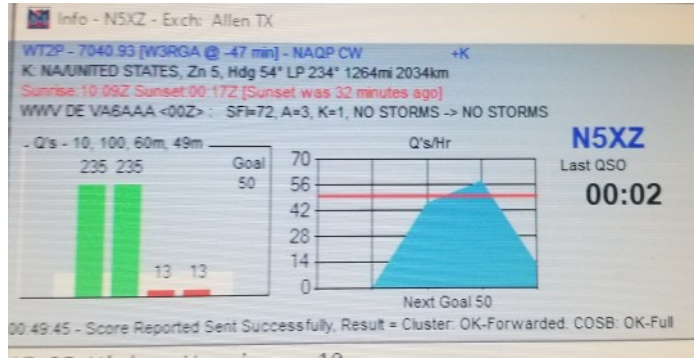 Info - N5XZ - Exch: Allen TX
WT2P - 7040.93 [W3RGA @ -47 min] - NAQP CW +K
K: NA/UNITED STATES, Zn 5, Hdg 54° LP 234° 1264mi 2034km
Sunrise:10:09Z Sunset:00:17Z [Sunset was 32 minutes ago]
WWV DE VA6AAA <00Z> : SFI=72, A=3, K=1, NO STORMS -> NO STORMS
Q's - 10, 100, 60m, 49m
235 235
13 13
Goal
50
Q's/Hr
70
56
42
28
14
0
Next Goal 50
N5XZ
Last QSO
00:02
00:49:45 - Score Reported Sent Successfully, Result = Cluster: OK-Forwarded. COSB: OK-Full